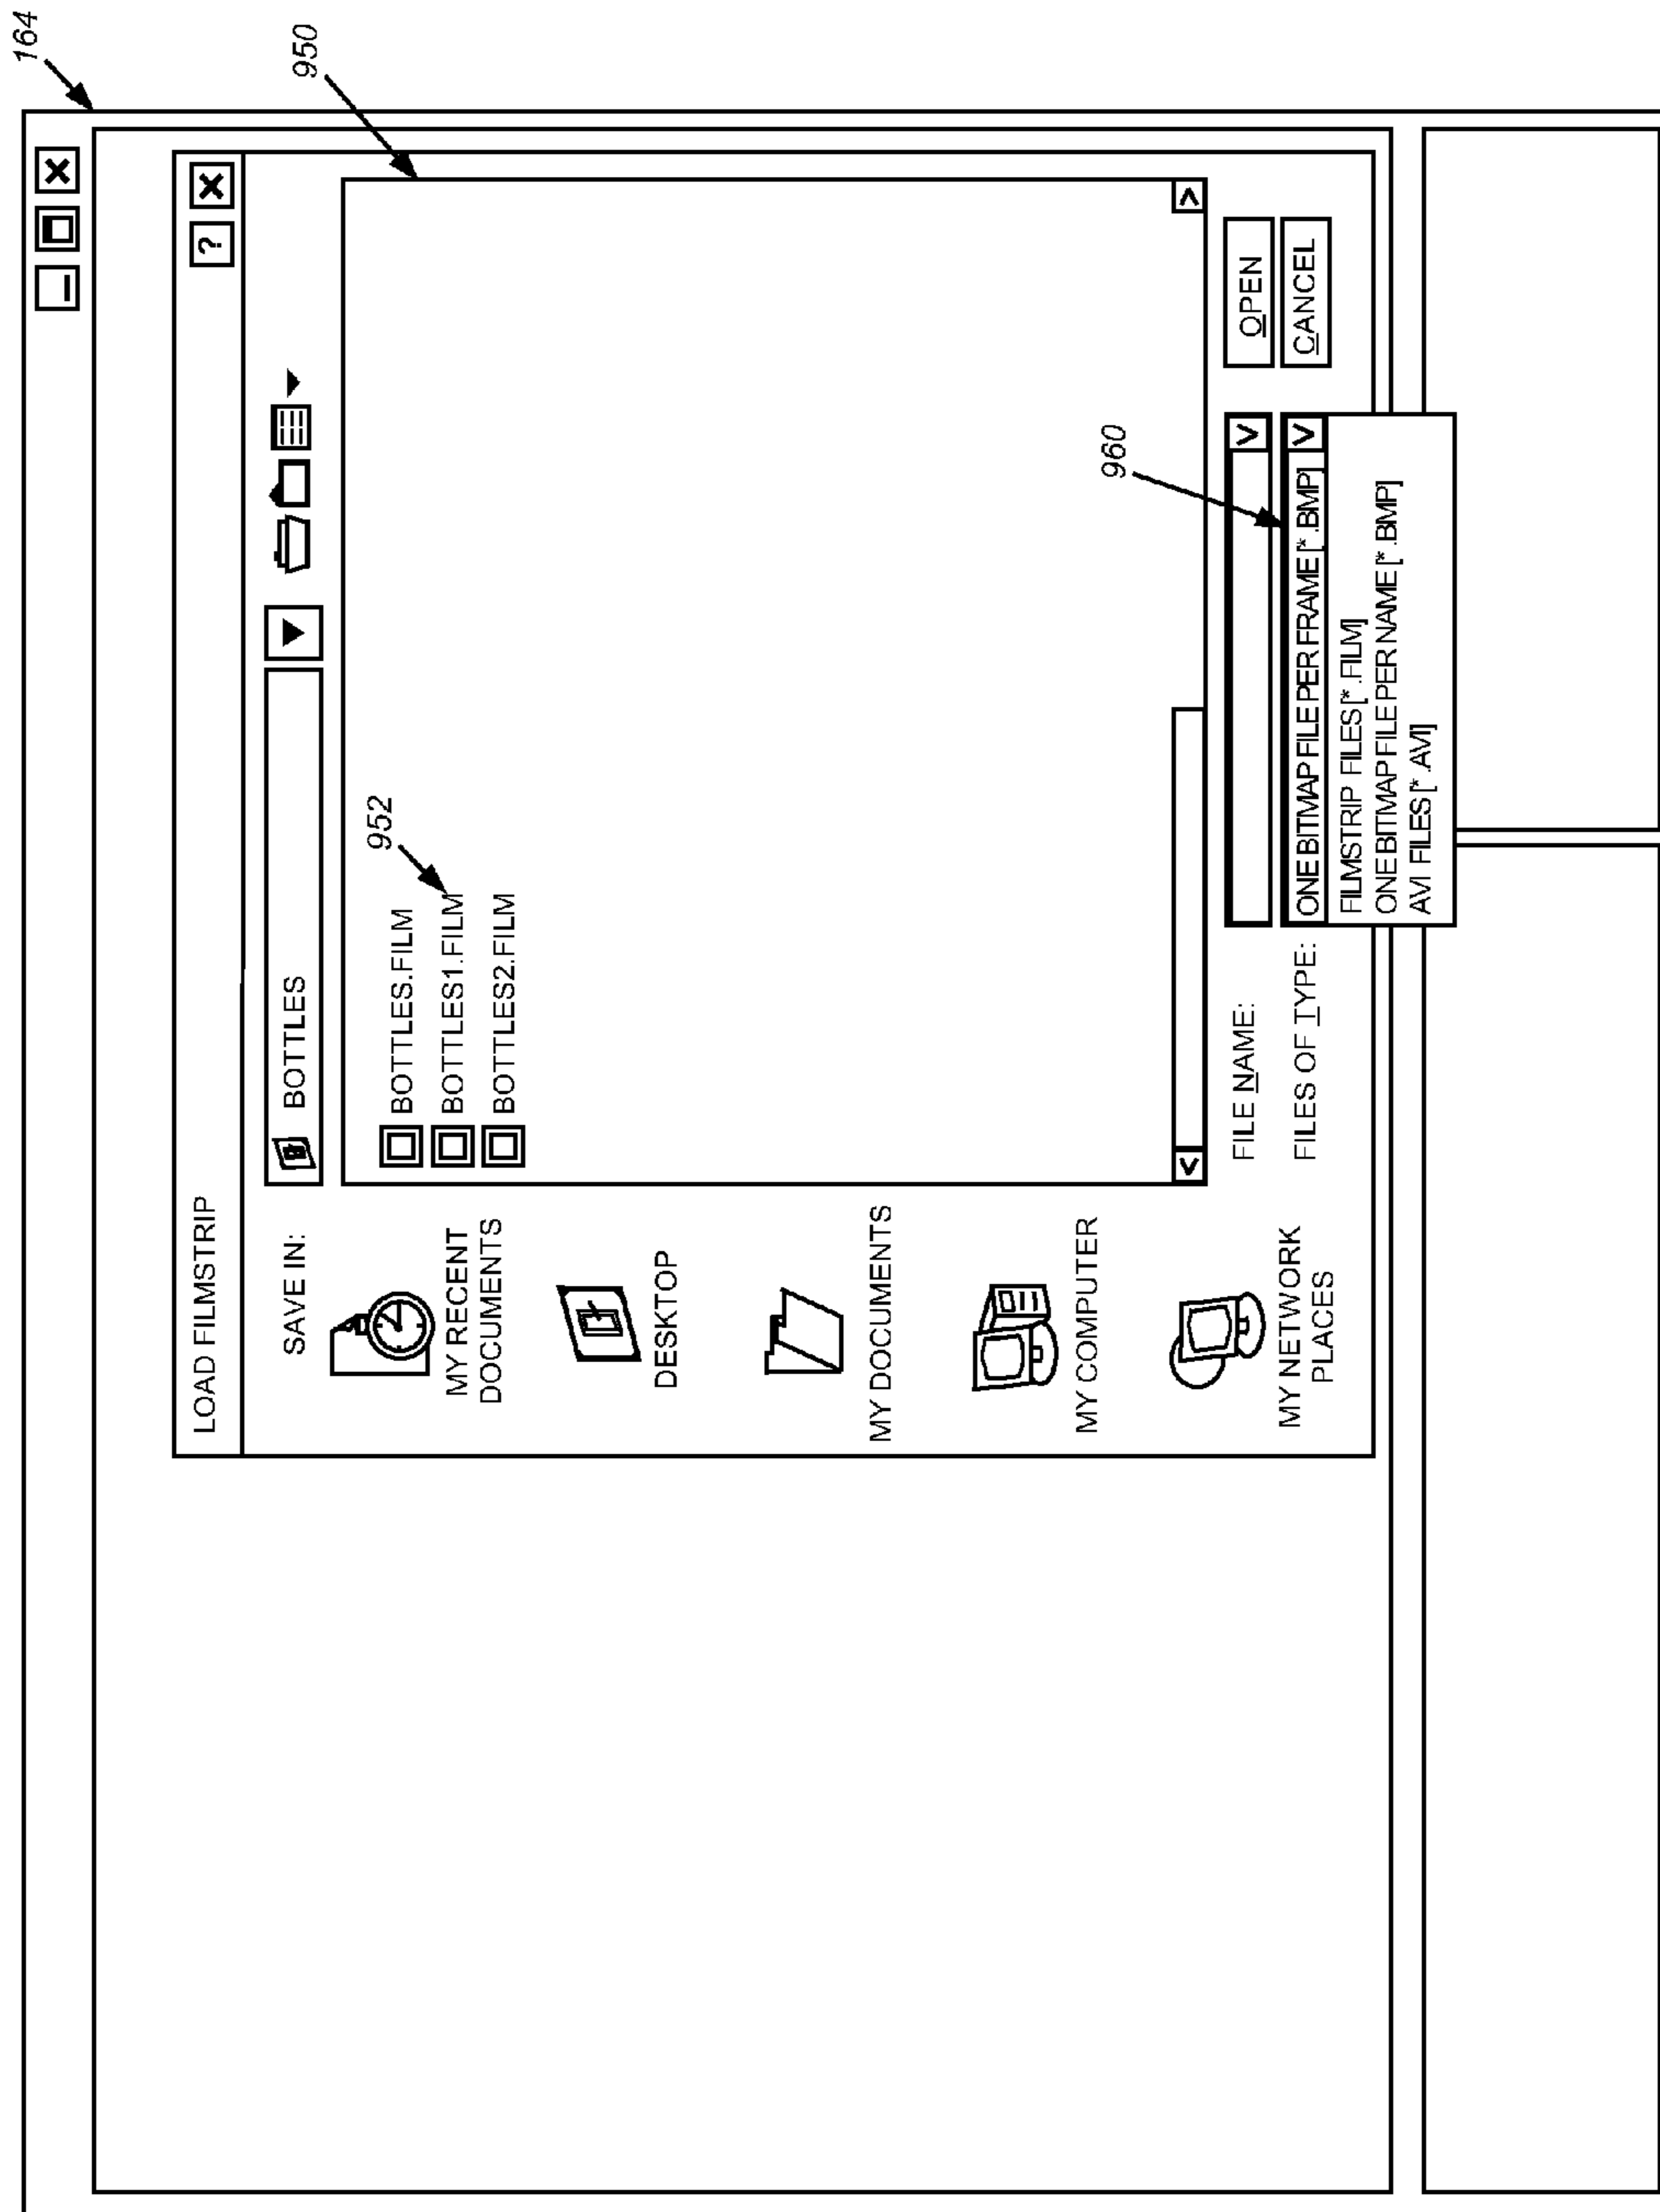 164
LOAD FILMSTRIP
?
950
SAVE IN:
BOTTLES
MY RECENT
DOCUMENTS
DESKTOP
MY DOCUMENTS
MY COMPUTER
MY NETWORK
PLACES
952
BOTTLES.FILM
BOTTLES1.FILM
BOTTLES2.FILM
960
FILE NAME:
OPEN
FILES OF TYPE:
ONE BITMAP FILE PER FRAME [*.BMP]
CANCEL
FILMSTRIP FILES [*.FILM]
ONE BITMAP FILE PER NAME [*.BMP]
AVI FILES [*.AVI]